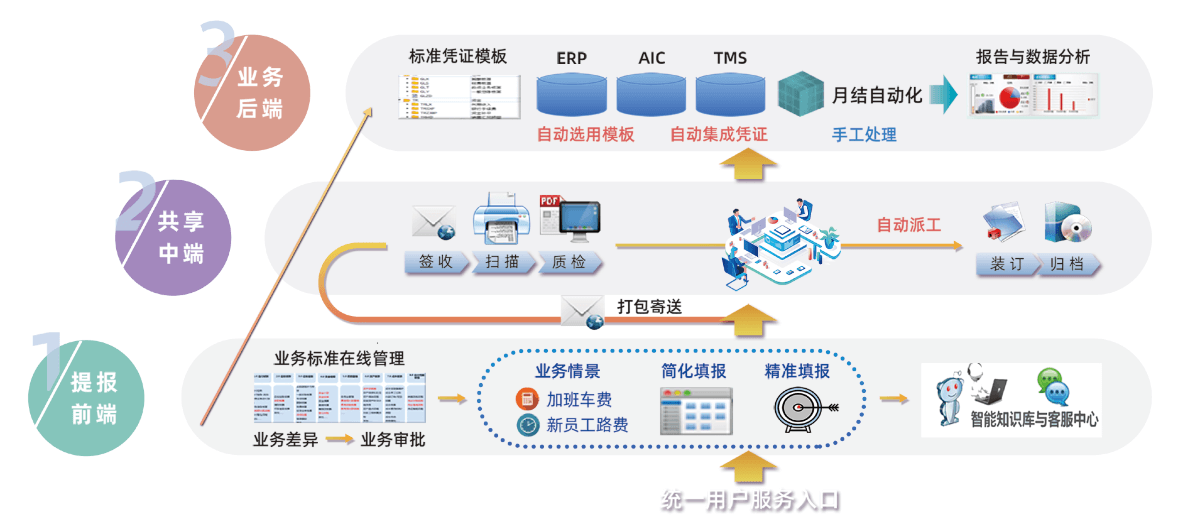 3
业务
后端
标准凭证模板
ERP
AIC
TMS
自动选用模板
自动集成凭证
月结自动化
手工处理
报告与数据分析
2
共享
中端
PDF
签收
扫描
质检
自动派工
装订
归档
打包寄送
1
提报
前端
业务标准在线管理
业务差异
业务审批
业务情景
加班车费
新员工路费
简化填报
精准填报
智能知识库与客服中心
统一用户服务入口